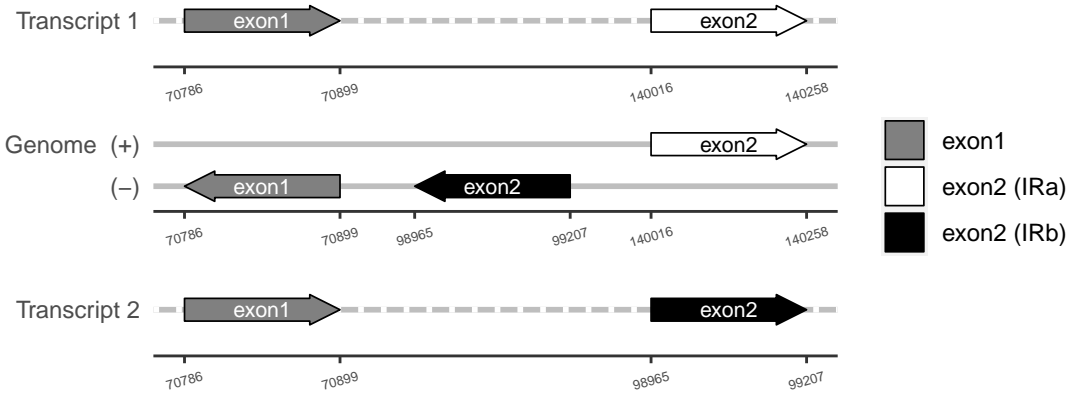 Transcript 1 exon1 exon2
70786 70899 140016 140258
Genome (+) exon2
(−) exon1 exon2
70786 70899 98965 99207 140016 140258
exon1
exon2 (IRa)
exon2 (IRb)
Transcript 2 exon1 exon2
70786 70899 98965 99207